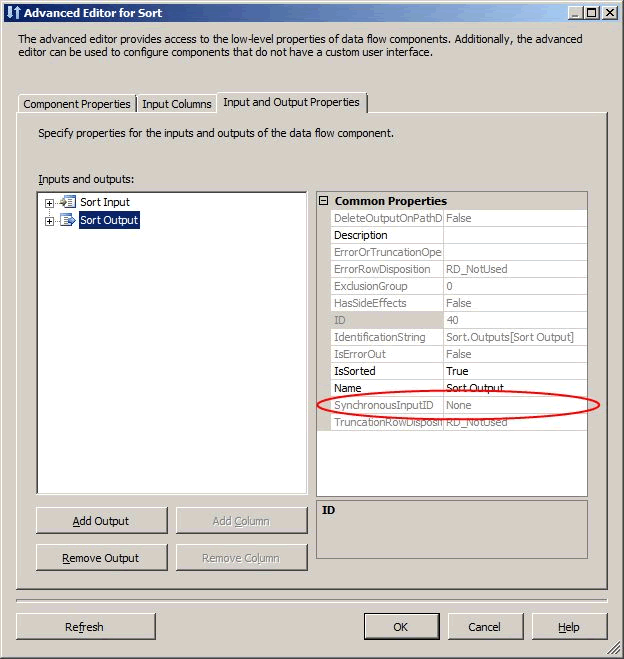 Advanced Editor for Sort
The advanced editor provides access to the low-level properties of data flow components. Additionally, the advanced
editor can be used to configure components that do not have a custom user interface.
Component Properties Input Columns Input and Output Properties
Specify properties for the inputs and outputs of the data flow component.
Inputs and outputs:
Sort Input
Sort Output
Common Properties
DeleteOutputOnPathD False
Description
ErrorOrTruncationOpe
ErrorRowDisposition RD_NotUsed
ExclusionGroup 0
HasSideEffects False
ID 40
IdentificationString Sort.Outputs[Sort Output]
IsErrorOut False
IsSorted True
Name Sort Output
SynchronousInputID None
TruncationRowDisposit RD_NotUsed
ID
Add Output Add Column
Remove Output Remove Column
Refresh OK Cancel Help